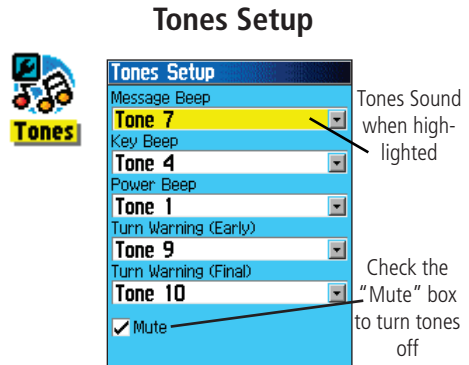 Tones Setup
Tones
Tones Setup
Message Beep
Tone 7
Key Beep
Tone 4
Power Beep
Tone 1
Turn Warning (Early)
Tone 9
Turn Warning (Final)
Tone 10
Mute
Tones Sound
when high-
lighted
Check the
“Mute” box
to turn tones
off